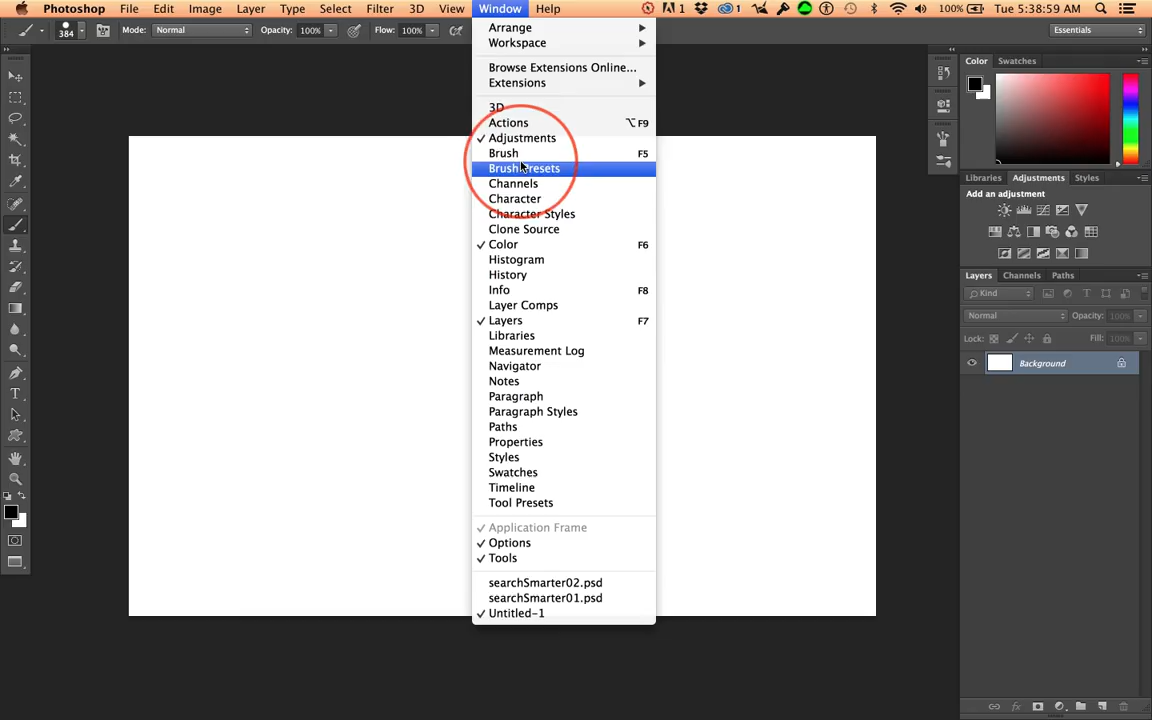 Photoshop File Edit Image Layer Type Select Filter 3D View Window Help 1 1 100% Tue 5:38:59 AM
384 Mode: Normal Opacity: 100% Flow: 100% Essentials
Arrange
Workspace
Browse Extensions Online...
Extensions
3D
Actions ⌥F9
✓ Adjustments
Brush F5
Brush Presets
Channels
Character
Character Styles
Clone Source
✓ Color F6
Histogram
History
Info F8
Layer Comps
✓ Layers F7
Libraries
Measurement Log
Navigator
Notes
Paragraph
Paragraph Styles
Paths
Properties
Styles
Swatches
Timeline
Tool Presets
✓ Application Frame
✓ Options
✓ Tools
searchSmarter02.psd
searchSmarter01.psd
✓ Untitled-1
Color Swatches
Libraries Adjustments Styles
Add an adjustment
Layers Channels Paths
Kind T
Normal Opacity: 100%
Lock: Fill: 100%
Background
T
fx